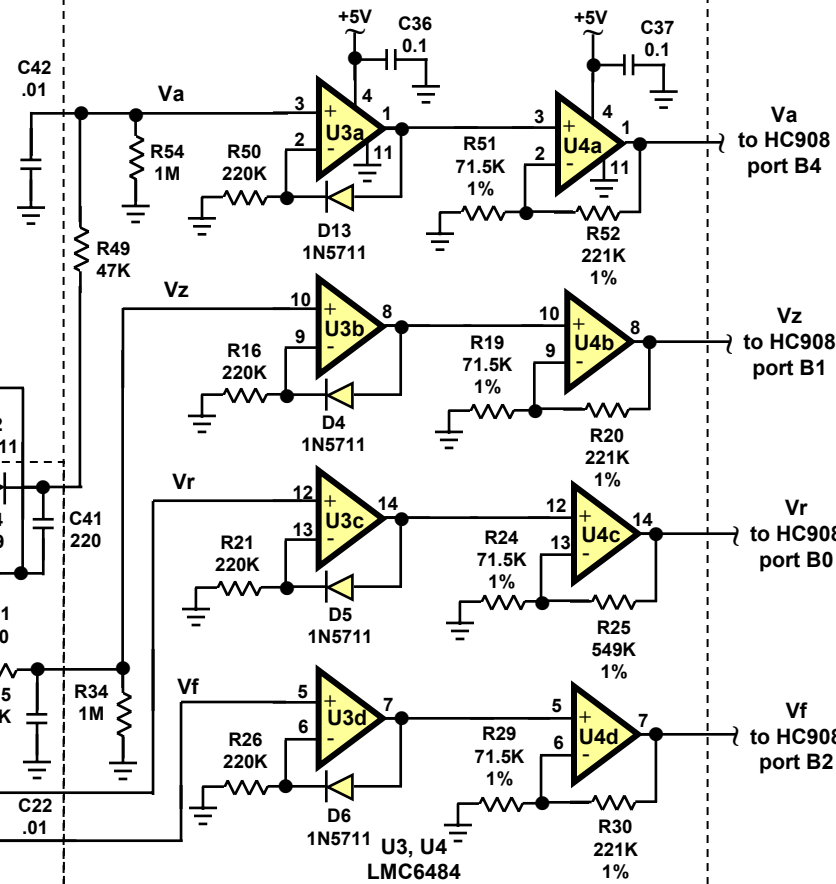 +5V
C36
0.1
+5V
C37
0.1
C42
.01
Va
3
+
4
1
2
-
U3a
11
R54
1M
R50
220K
D13
1N5711
3
+
4
1
2
-
U4a
11
R51
71.5K
1%
R52
221K
1%
Va
to HC908
port B4
R49
47K
Vz
10
+
8
9
-
U3b
R16
220K
D4
1N5711
10
+
8
9
-
U4b
R19
71.5K
1%
R20
221K
1%
Vz
to HC908
port B1
11
Vr
12
+
14
13
-
U3c
C41
220
R21
220K
D5
1N5711
12
+
14
13
-
U4c
R24
71.5K
1%
R25
549K
1%
Vr
to HC908
port B0
1
0
5
K
R34
1M
Vf
5
+
7
6
-
U3d
R26
220K
D6
1N5711
5
+
7
6
-
U4d
R29
71.5K
1%
R30
221K
1%
Vf
to HC908
port B2
C22
.01
U3, U4
LMC6484